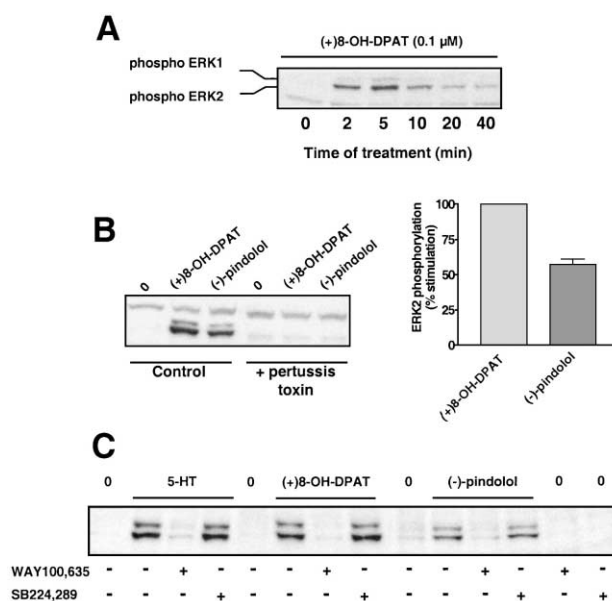 A
(+)8-OH-DPAT (0.1 µM)
phospho ERK1
phospho ERK2
0 2 5 10 20 40
Time of treatment (min)
B
0 (+)8-OH-DPAT (-)-pindolol 0 (+)8-OH-DPAT (-)-pindolol
Control
+ pertussis
toxin
ERK2 phosphorylation
(% stimulation)
100
75
50
25
0
(+)8-OH-DPAT
(-)-pindolol
C
0 5-HT 0 (+)8-OH-DPAT 0 (-)-pindolol 0 0
WAY100,635 - - + - - - + - - - + - + -
SB224,289 - - - + - - - + - - - + - +